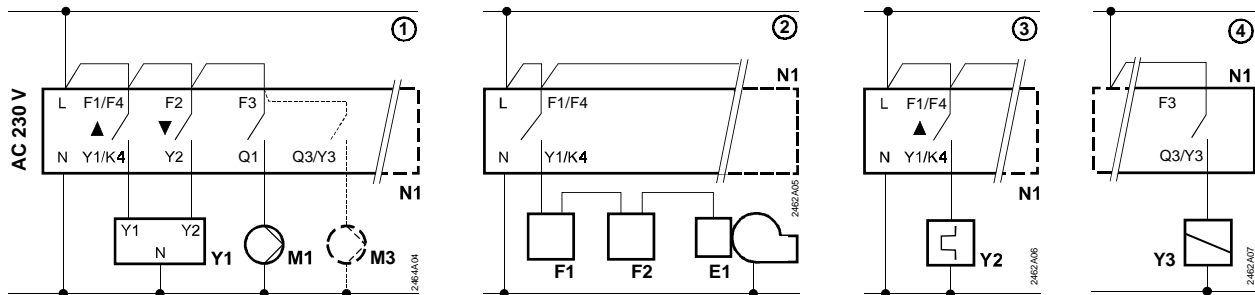 AC 230 V
1
L F1/F4 F2 F3
▲ ▼
N Y1/K4 Y2 Q1 Q3/Y3
N1
Y1 Y2
N
Y1 M1 M3
2464A04
2
N1
L F1/F4
N Y1/K4
F1 F2 E1
2462A05
3
L F1/F4
▲
N Y1/K4
N1
Y2
2462A06
4
N1
F3
Q3/Y3
Y3
2462A07